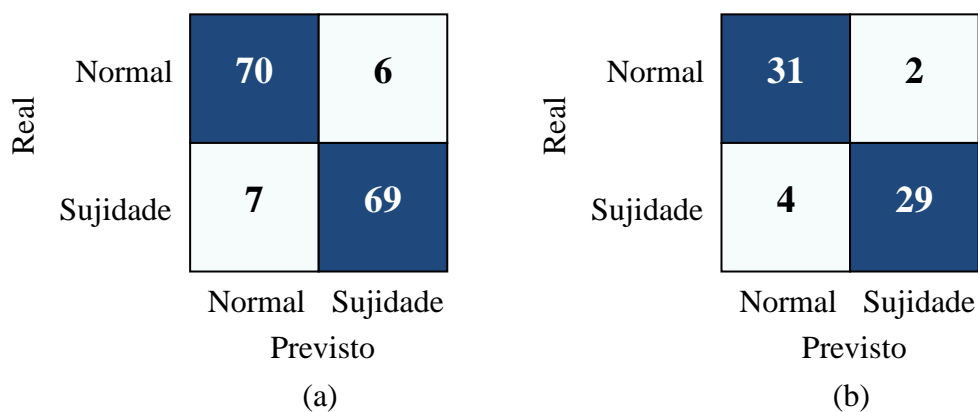 Real
Normal 70 6
Sujidade 7 69
Normal Sujidade
Previsto
(a)
Real
Normal 31 2
Sujidade 4 29
Normal Sujidade
Previsto
(b)